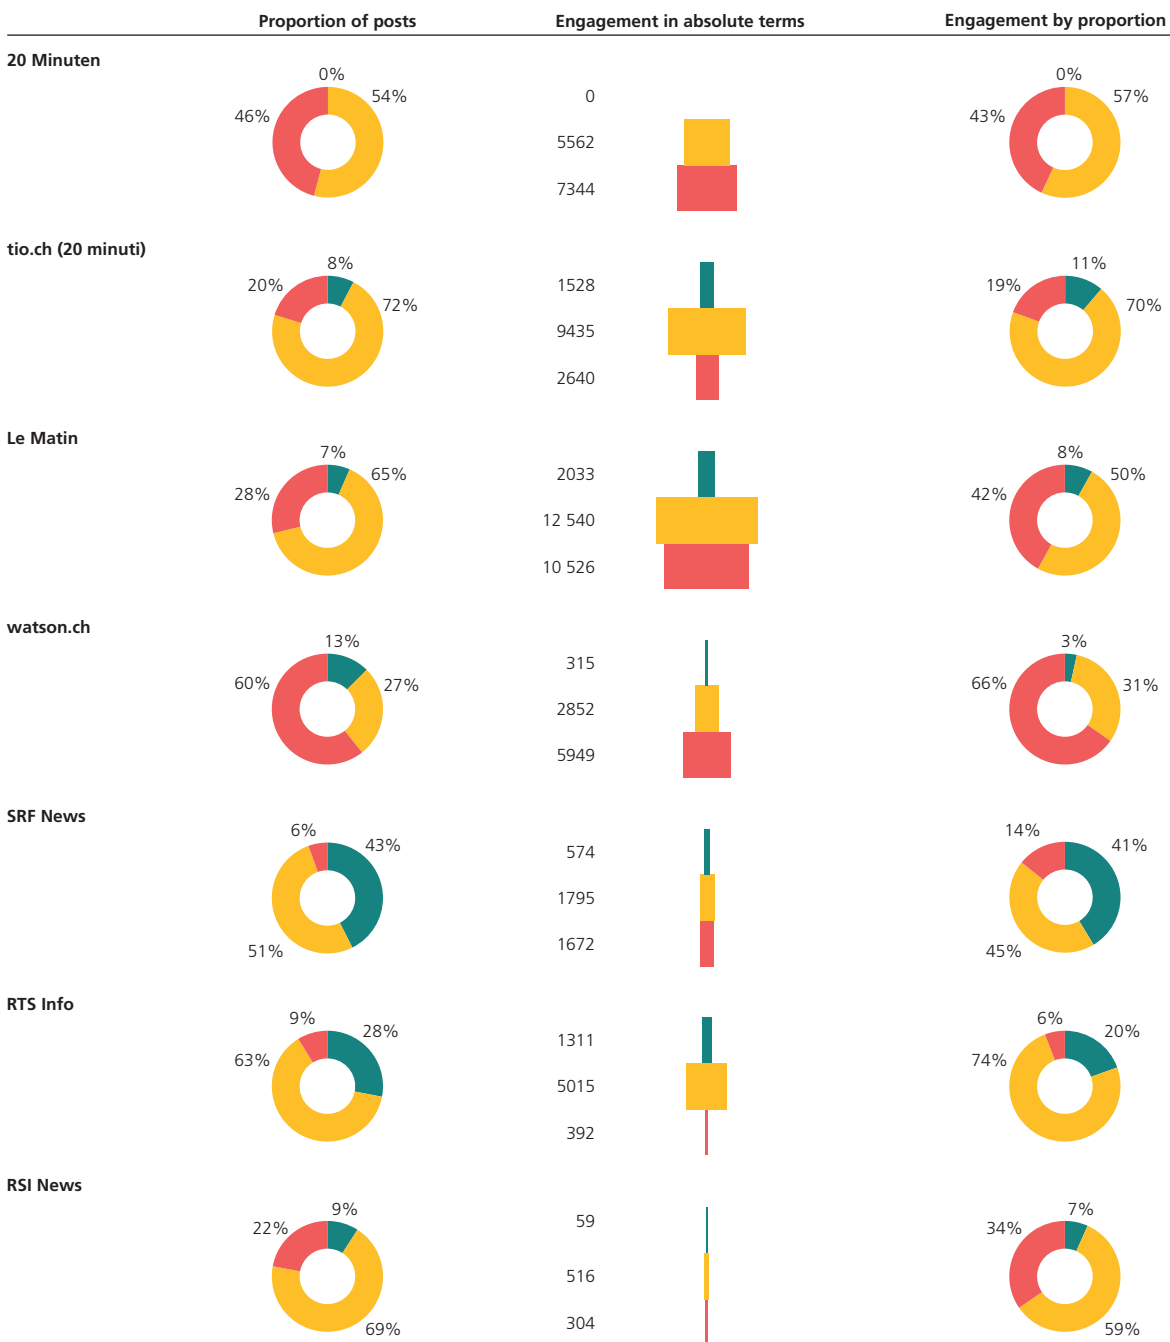 Proportion of posts Engagement in absolute terms Engagement by proportion
20 Minuten
0% 0%
54% 0 57%
46% 43%
5562
7344
tio.ch (20 minuti)
8% 11%
20% 1528 19%
72% 9435 70%
2640
Le Matin
7% 8%
65% 2033 50%
28% 42%
12 540
10 526
watson.ch
13% 3%
60% 27% 315 66% 31%
2852
5949
SRF News
6% 43% 574 14% 41%
1795
51% 1672 45%
RTS Info
9% 28% 1311 6% 20%
63% 74%
5015
392
RSI News
9% 7%
22% 59 34%
516
304
69% 59%